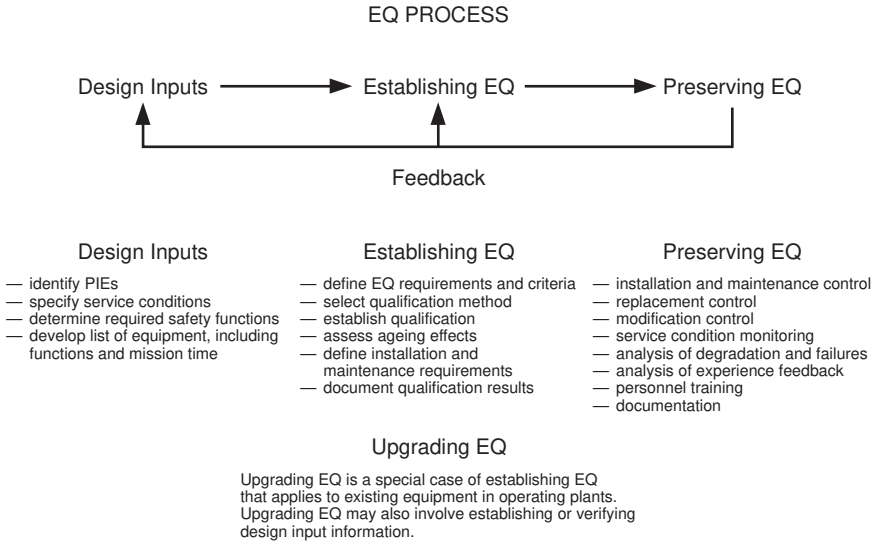 EQ PROCESS
Design Inputs
Establishing EQ
Preserving EQ
Feedback
Design Inputs
— identify PIEs
— specify service conditions
— determine required safety functions
— develop list of equipment, including
functions and mission time
Establishing EQ
— define EQ requirements and criteria
— select qualification method
— establish qualification
— assess ageing effects
— define installation and
maintenance requirements
— document qualification results
Preserving EQ
— installation and maintenance control
— replacement control
— modification control
— service condition monitoring
— analysis of degradation and failures
— analysis of experience feedback
— personnel training
— documentation
Upgrading EQ
Upgrading EQ is a special case of establishing EQ
that applies to existing equipment in operating plants.
Upgrading EQ may also involve establishing or verifying
design input information.